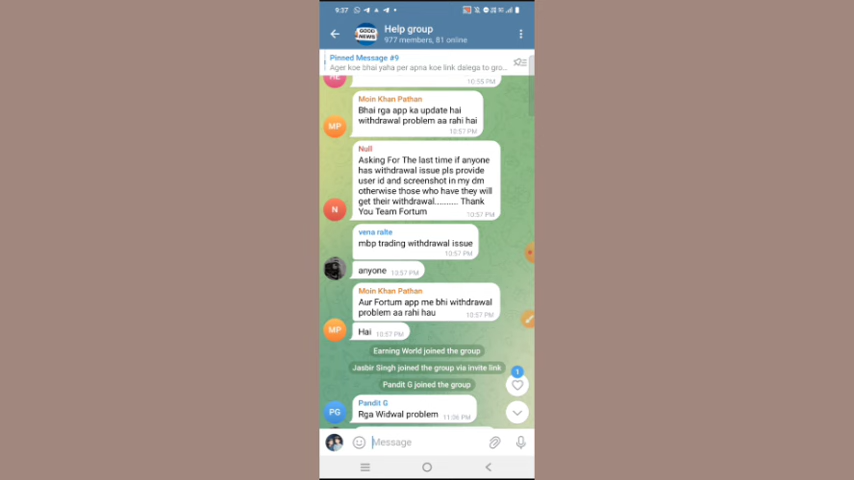 9:37
GOOD
NEWS
Help group
977 members, 81 online
Pinned Message #9
Ager koe bhai yaha per apna koe link dalega to gro...
10:55 PM
Moin Khan Pathan
Bhai rga app ka update hai
withdrawal problem aa rahi hai
10:57 PM
MP
Null
Asking For The last time if anyone
has withdrawal issue pls provide
user id and screenshot in my dm
otherwise those who have they will
get their withdrawal........... Thank
You Team Fortum
10:57 PM
N
vena ralte
mbp trading withdrawal issue
10:57 PM
anyone 10:57 PM
Moin Khan Pathan
Aur Fortum app me bhi withdrawal
problem aa rahi hau
10:57 PM
Hai 10:57 PM
MP
Earning World joined the group
Jasbir Singh joined the group via invite link
Pandit G joined the group
1
Pandit G
Rga Widwal problem 11:06 PM
PG
Message